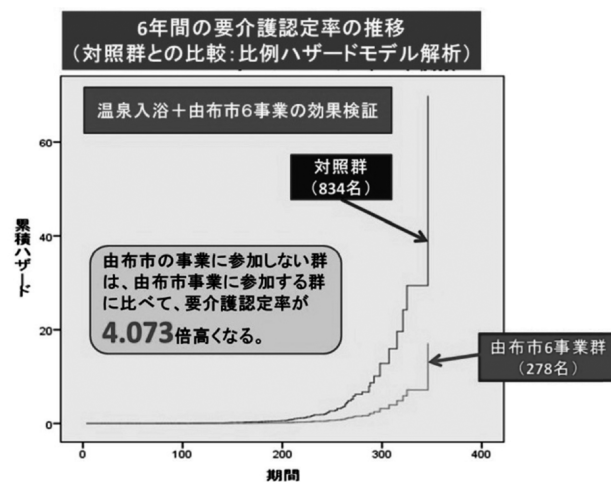 6年間の要介護認定率の推移
（対照群との比較：比例ハザードモデル解析）
温泉入浴＋由布市6事業の効果検証
対照群
（834名）
由布市の事業に参加しない群
は、由布市事業に参加する群
に比べて、要介護認定率が
4.073倍高くなる。
由布市6事業群
（278名）
累積ハザード
60
40
20
0
0
100
200
300
400
期間